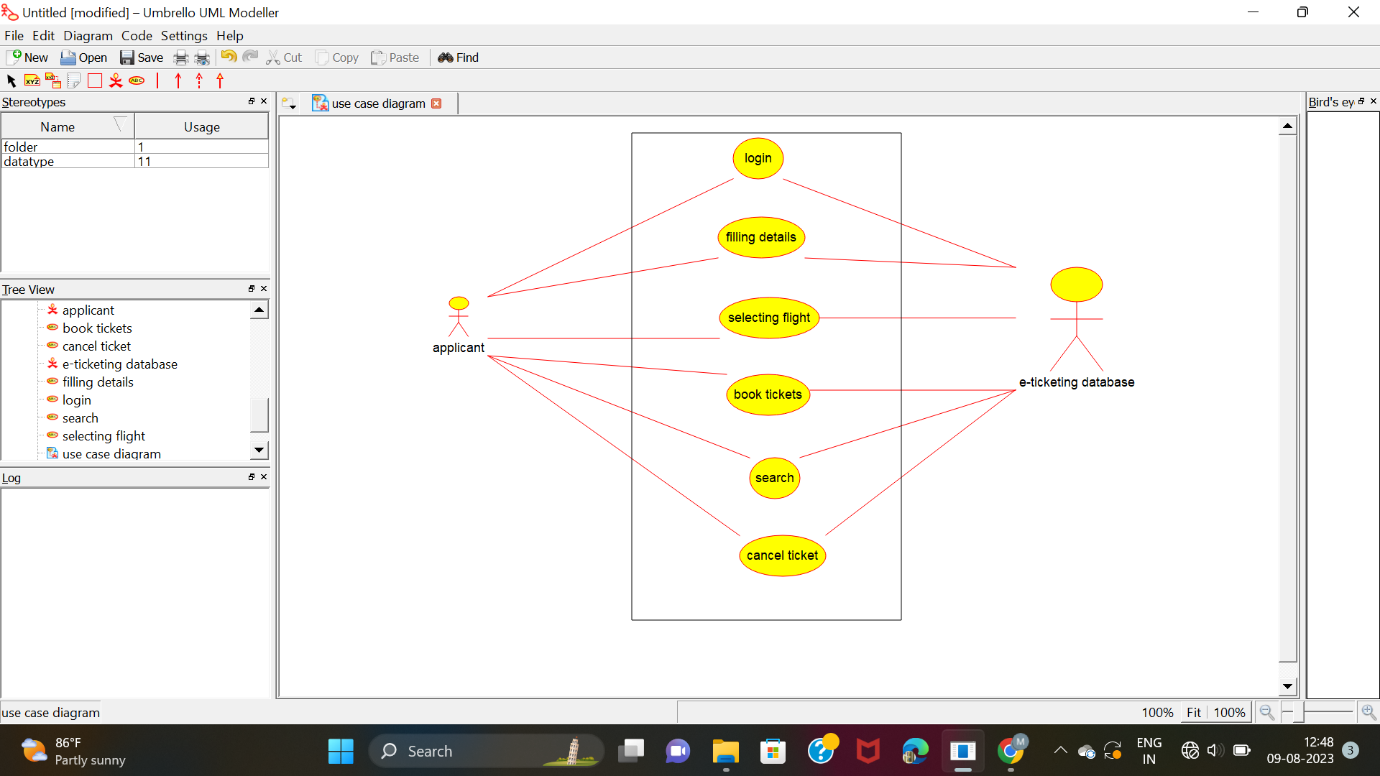 Untitled [modified] – Umbrello UML Modeller
File Edit Diagram Code Settings Help
New Open Save Cut Copy Paste Find
XYZ ABC
Stereotypes
use case diagram
Bird's ey
Name Usage
folder 1
datatype 11
login
filling details
selecting flight
book tickets
search
cancel ticket
applicant
e-ticketing database
Tree View
applicant
book tickets
cancel ticket
e-ticketing database
filling details
login
search
selecting flight
use case diagram
Log
use case diagram
100% Fit 100%
86°F
Partly sunny
Search
M
ENG
IN
12:48
09-08-2023
3